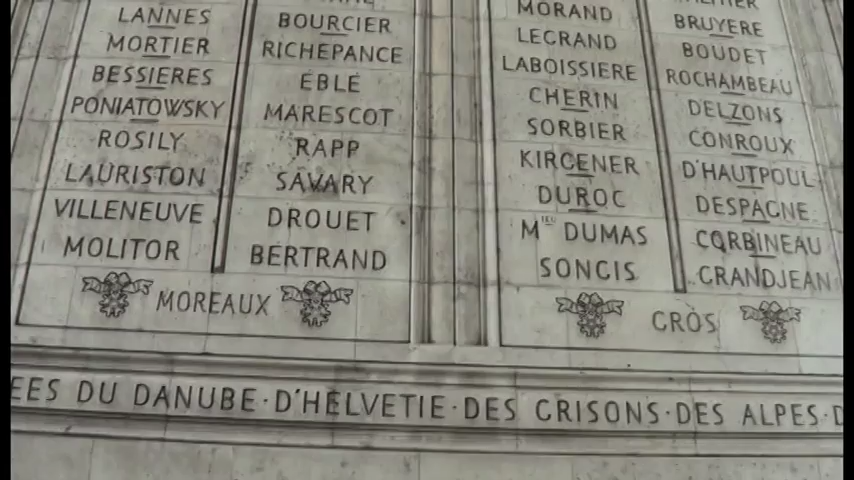 LANNES
MORTIER
BESSIERES
PONIATOWSKY
ROSILY
LAURISTON
VILLENEUVE
MOLITOR
BOURCIER
RICHEPANCE
EBLE
MARESCOT
RAPP
SAVARY
DROUET
BERTRAND
MOREAUX
MORAND
LEGRAND
LABOISSIERE
CHERIN
SORBIER
KIRGENER
DUROC
Mieu DUMAS
SONGIS
BRUYERE
BOUDET
ROCHAMBEAU
DELZONS
CONROUX
D'HAUTPOUL
DESPAGNE
CORBINEAU
GRANDJEAN
GROS
EES DU DANUBE·D'HELVETIE·DES GRISONS·DES ALPES·D